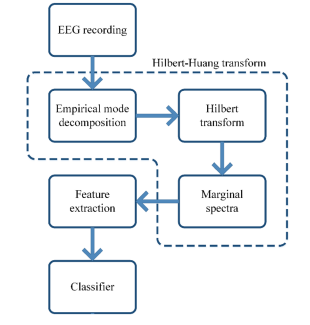 EEG recording
Hilbert-Huang transform
Empirical mode
decomposition
Hilbert
transform
Feature
extraction
Marginal
spectra
Classifier